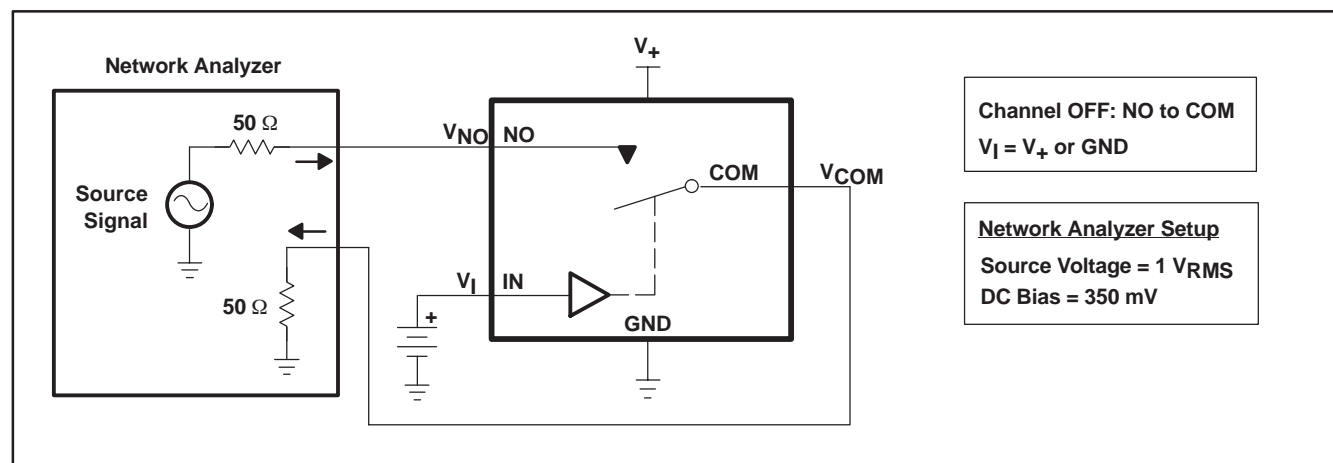 Network Analyzer
50 Ω
Source
Signal
50 Ω
V+
VNO NO
COM
VCOM
VI IN
+
GND
Channel OFF: NO to COM
VI = V+ or GND
Network Analyzer Setup
Source Voltage = 1 VRMS
DC Bias = 350 mV